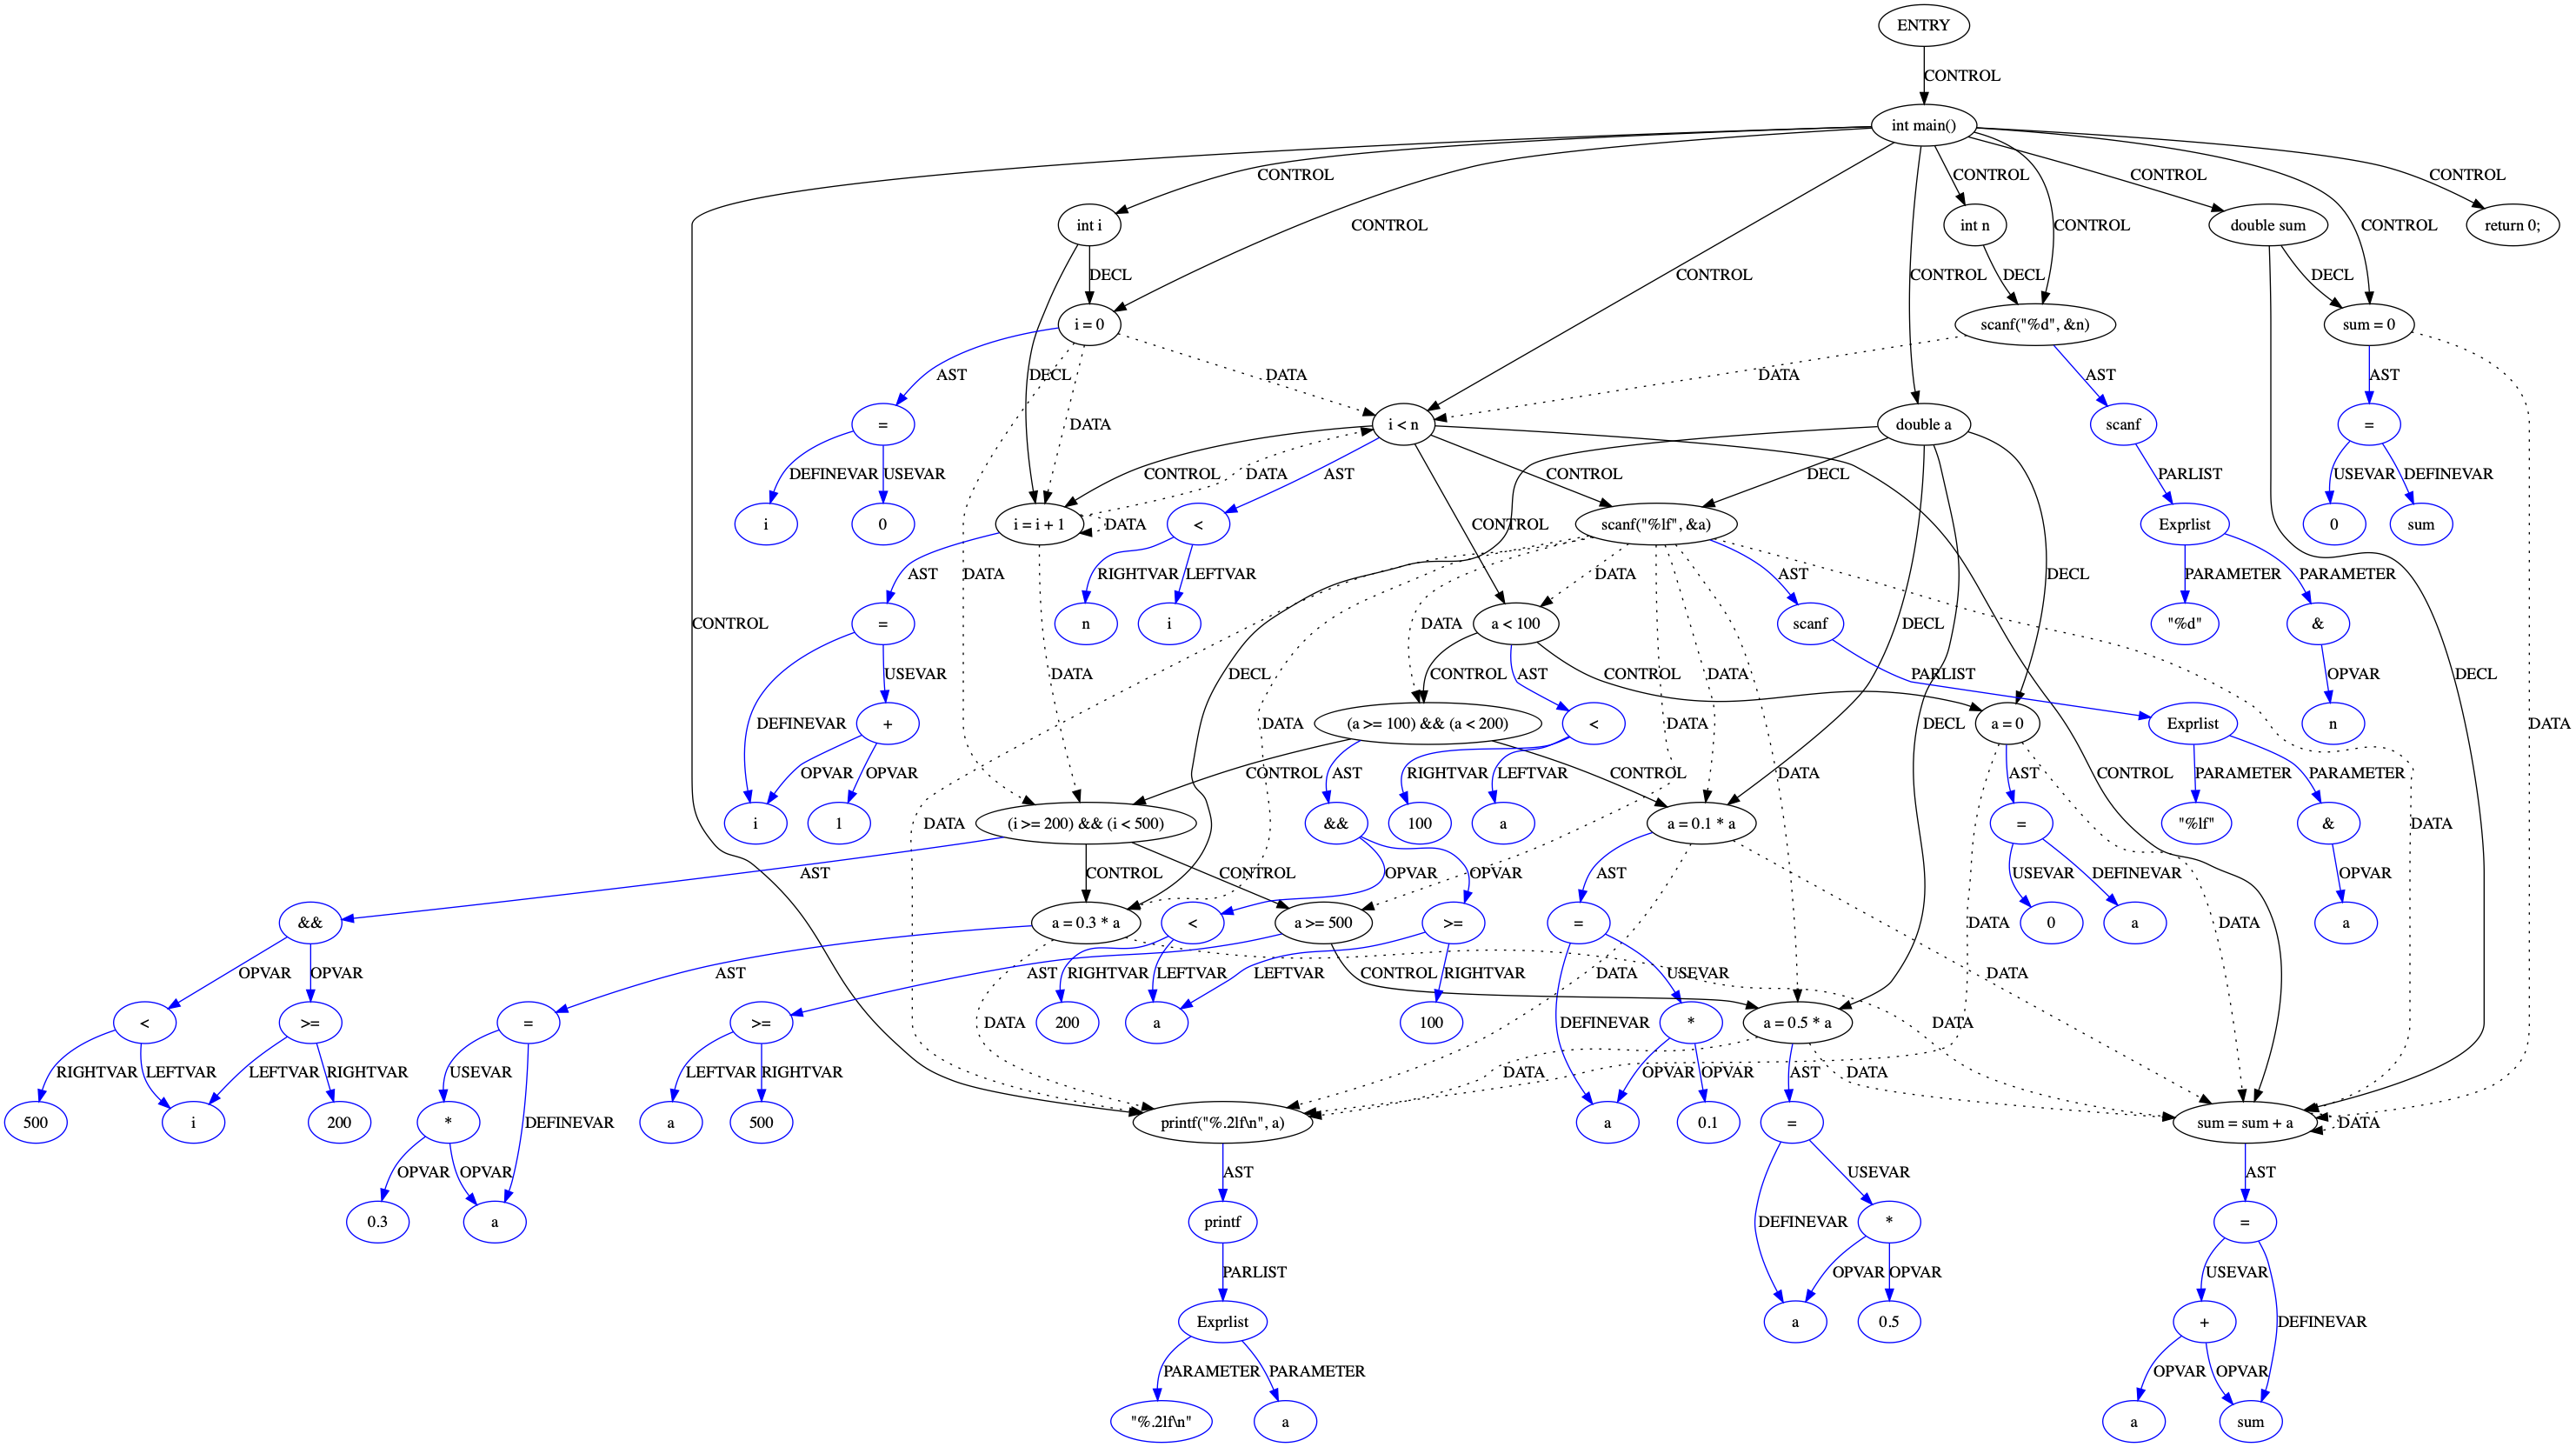 ENTRY
CONTROL
int main()
CONTROL CONTROL CONTROL CONTROL
int i CONTROL int n CONTROL double sum CONTROL return 0;
DECL CONTROL CONTROL DECL DECL
i = 0 scanf("%d", &n) sum = 0
AST DECL DATA DATA AST AST
= DATA i < n double a scanf =
DEFINEVAR USEVAR CONTROL DATA AST CONTROL DECL PARLIST USEVAR DEFINEVAR
i 0 i = i + 1 DATA < CONTROL scanf("%lf", &a) Exprlist 0 sum
AST DATA RIGHTVAR LEFTVAR DATA AST DECL PARAMETER PARAMETER
CONTROL = n i a < 100 scanf DECL "%d" &
USEVAR DATA DECL CONTROL AST CONTROL PARLIST OPVAR DECL
DATA DATA
DEFINEVAR + DATA (a >= 100) && (a < 200) < DATA DECL a = 0 Exprlist n DATA
OPVAR OPVAR CONTROL AST RIGHTVAR LEFTVAR CONTROL DATA AST CONTROL PARAMETER PARAMETER
i 1 DATA (i >= 200) && (i < 500) && 100 a a = 0.1 * a = "%lf" & DATA
AST CONTROL CONTROL OPVAR OPVAR AST USEVAR DEFINEVAR OPVAR
&& a = 0.3 * a < a >= 500 >= = DATA 0 a DATA a
OPVAR OPVAR AST AST RIGHTVAR LEFTVAR LEFTVAR CONTROL RIGHTVAR DATA USEVAR DATA
< >= = >= DATA 200 a 100 DEFINEVAR * a = 0.5 * a DATA
RIGHTVAR LEFTVAR LEFTVAR RIGHTVAR USEVAR LEFTVAR RIGHTVAR DATA OPVAR OPVAR AST DATA
500 i 200 * DEFINEVAR a 500 printf("%.2lf\n", a) a 0.1 = sum = sum + a DATA
OPVAR OPVAR AST USEVAR AST
0.3 a printf DEFINEVAR * =
PARLIST OPVAR OPVAR USEVAR
Exprlist a 0.5 + DEFINEVAR
PARAMETER PARAMETER OPVAR OPVAR
"%.2lf\n" a a sum